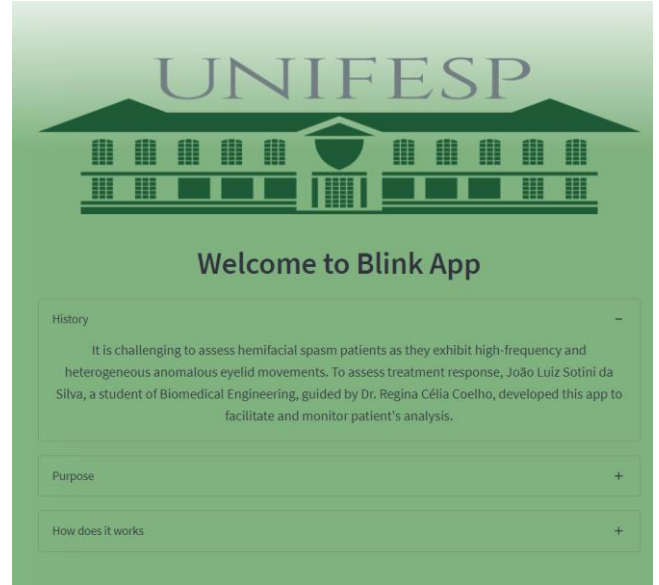 UNIFESP
Welcome to Blink App
History -
It is challenging to assess hemifacial spasm patients as they exhibit high-frequency and
heterogeneous anomalous eyelid movements. To assess treatment response, João Luiz Sotini da
Silva, a student of Biomedical Engineering, guided by Dr. Regina Célia Coelho, developed this app to
facilitate and monitor patient's analysis.
Purpose +
How does it works +